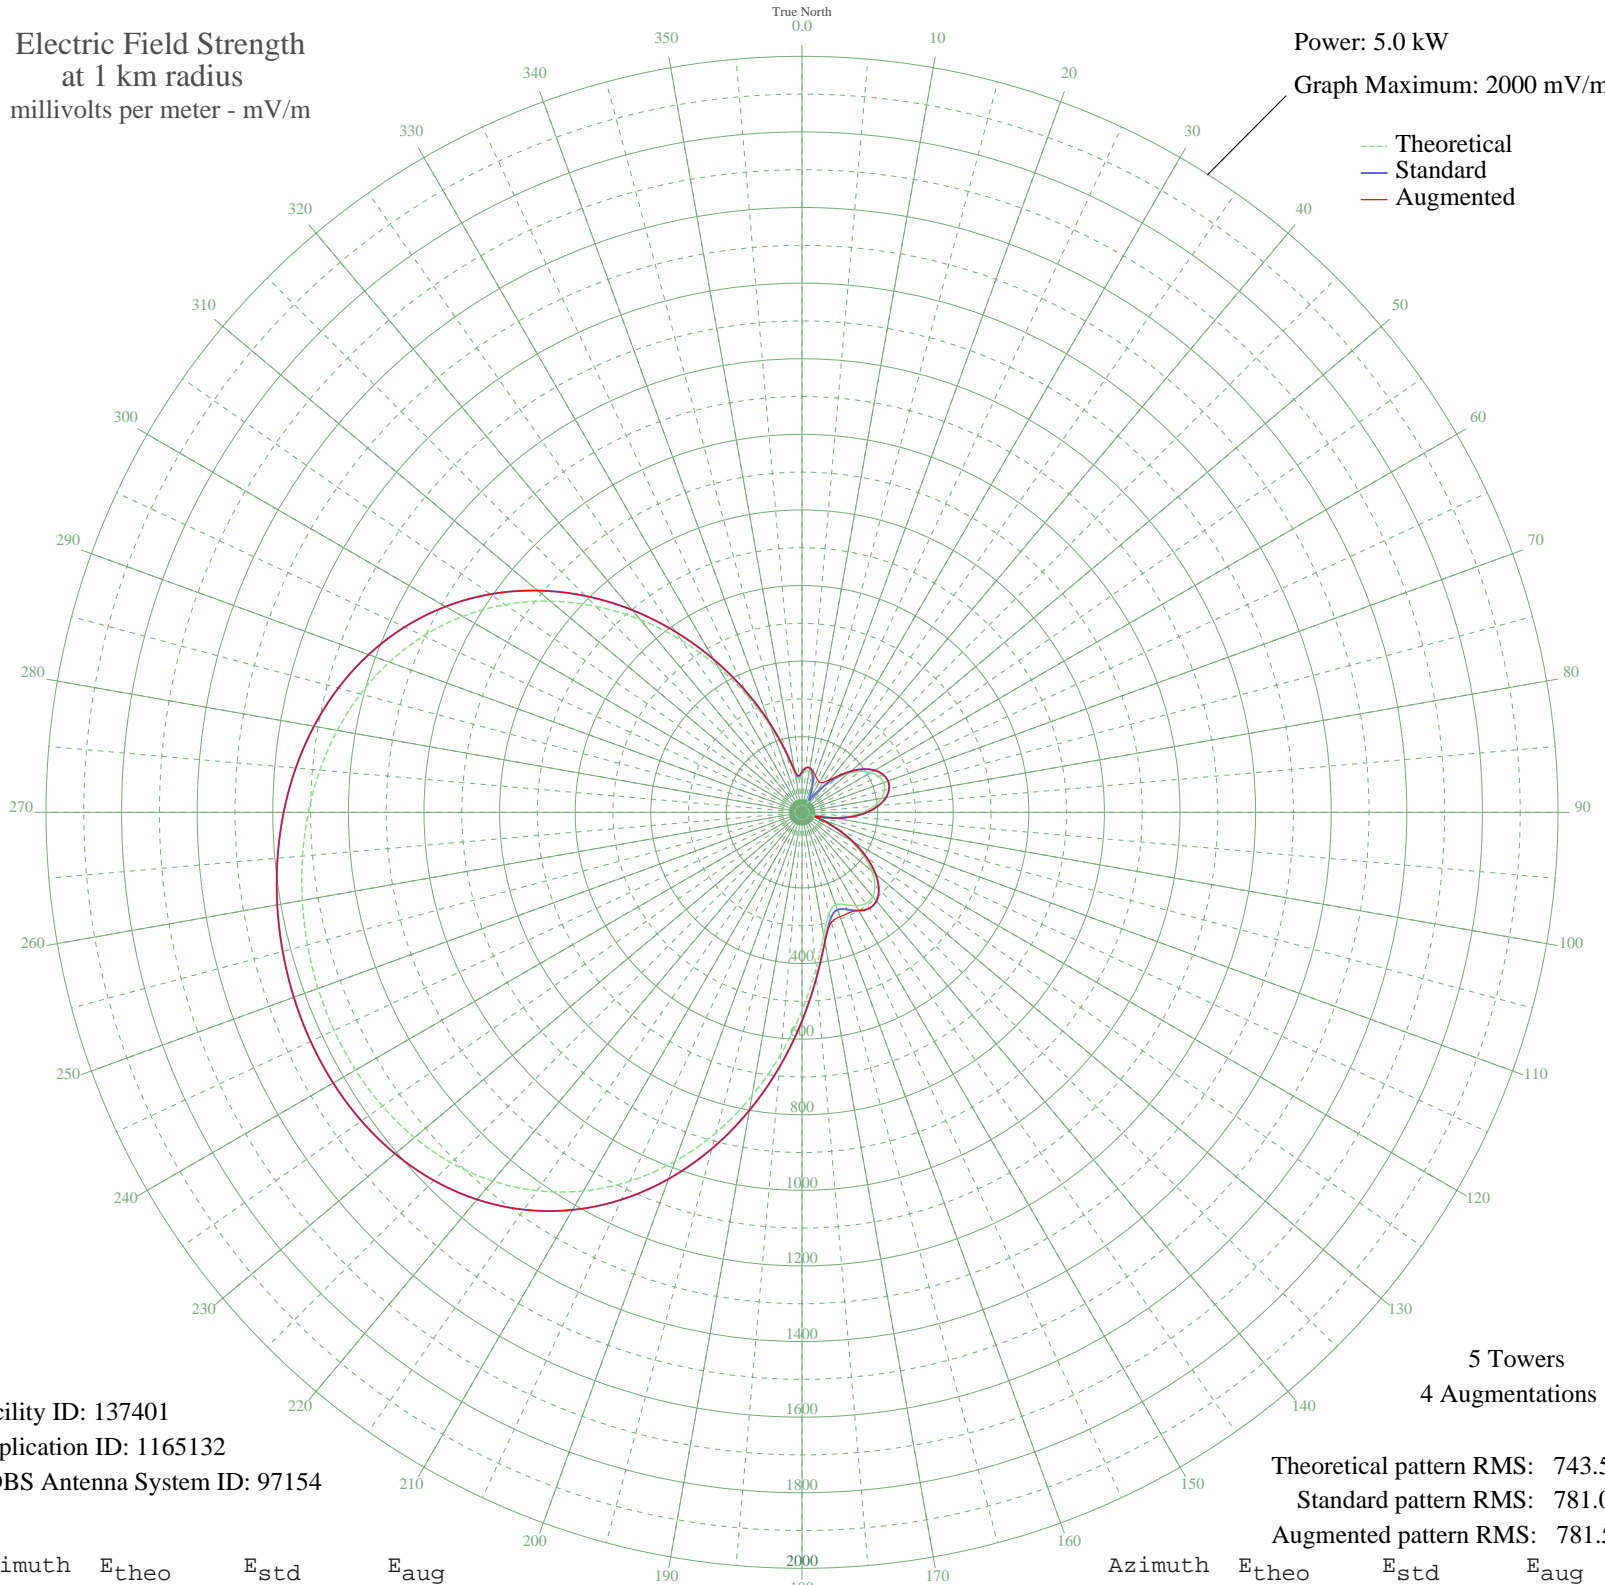 True North
0.0
Electric Field Strength
at 1 km radius
millivolts per meter - mV/m
Power: 5.0 kW
Graph Maximum: 2000 mV/m
Theoretical
Standard
Augmented
10
20
30
40
50
60
70
80
90
100
110
120
130
140
150
160
170
190
200
210
220
230
240
250
260
270
280
290
300
310
320
330
340
350
400
600
800
1000
1200
1400
1600
1800
2000
5 Towers
4 Augmentations
cility ID: 137401
plication ID: 1165132
DBS Antenna System ID: 97154
Theoretical pattern RMS: 743.5
Standard pattern RMS: 781.0
Augmented pattern RMS: 781.5
imuth Etheo Estd Eaug
Azimuth Etheo Estd Eaug